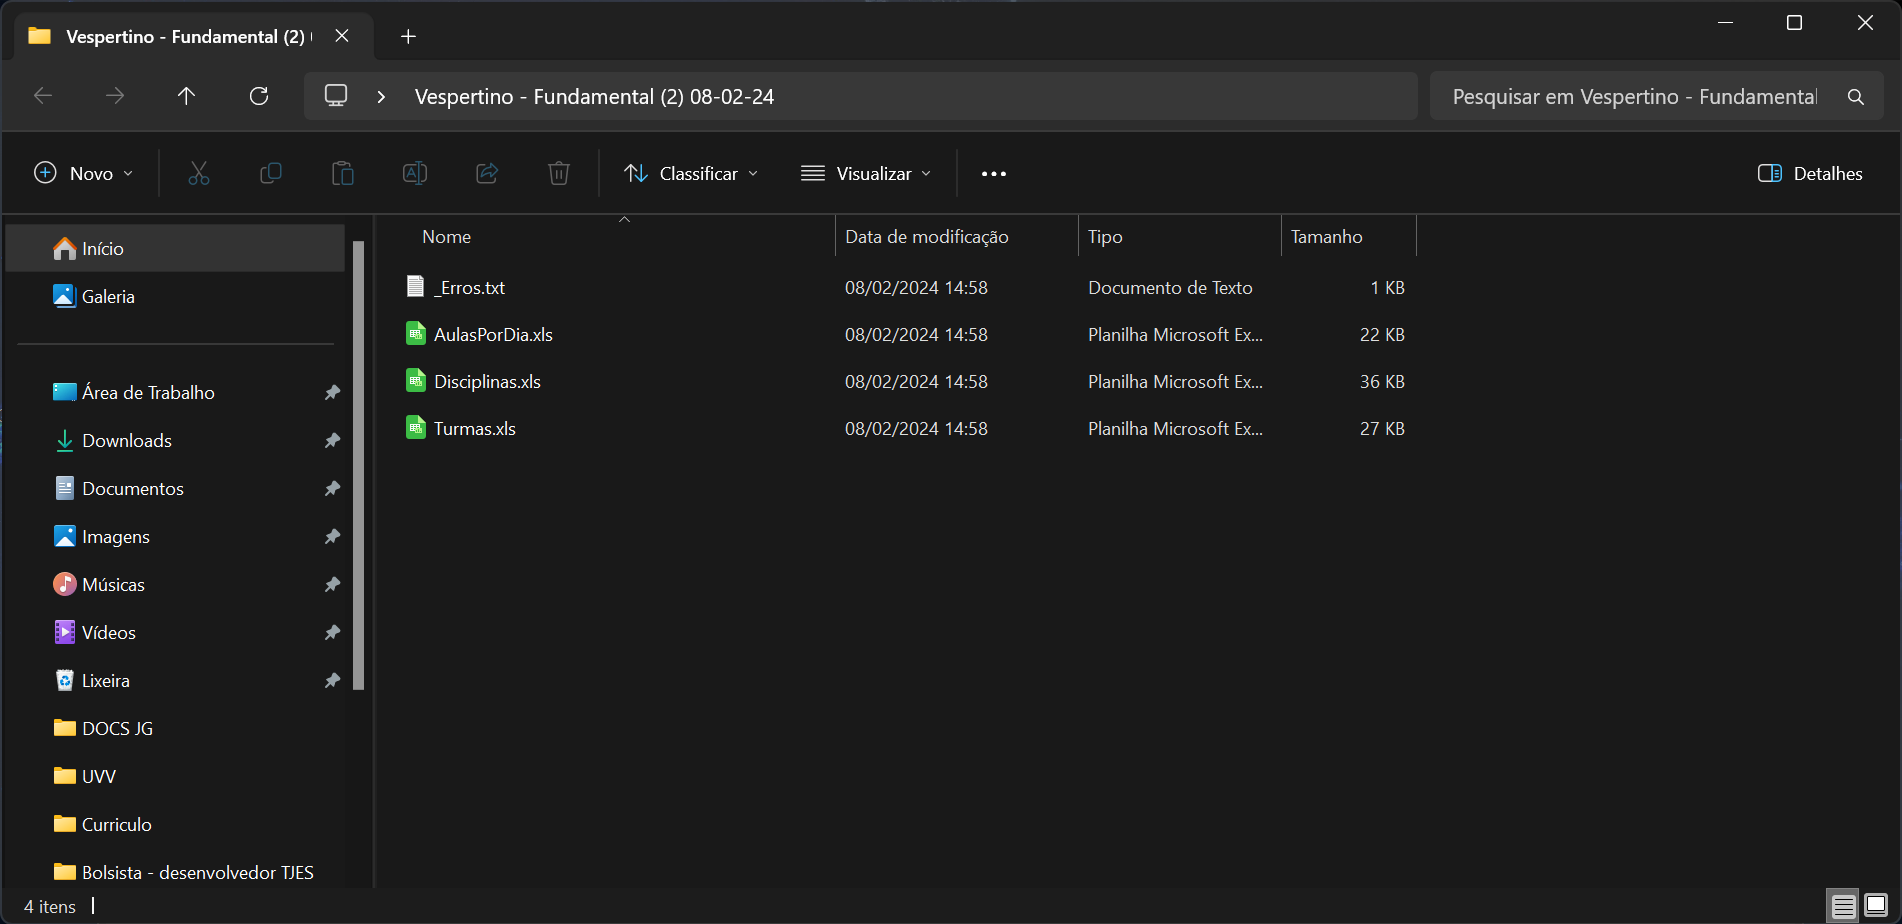 Vespertino - Fundamental (2)
Vespertino - Fundamental (2) 08-02-24
Pesquisar em Vespertino - Fundamental
Novo
Classificar
Visualizar
Detalhes
Início
Galeria
Área de Trabalho
Downloads
Documentos
Imagens
Músicas
Vídeos
Lixeira
DOCS JG
UVV
Curriculo
Bolsista - desenvolvedor TJES
Nome Data de modificação Tipo Tamanho
_Erros.txt 08/02/2024 14:58 Documento de Texto 1 KB
AulasPorDia.xls 08/02/2024 14:58 Planilha Microsoft Ex... 22 KB
Disciplinas.xls 08/02/2024 14:58 Planilha Microsoft Ex... 36 KB
Turmas.xls 08/02/2024 14:58 Planilha Microsoft Ex... 27 KB
4 itens